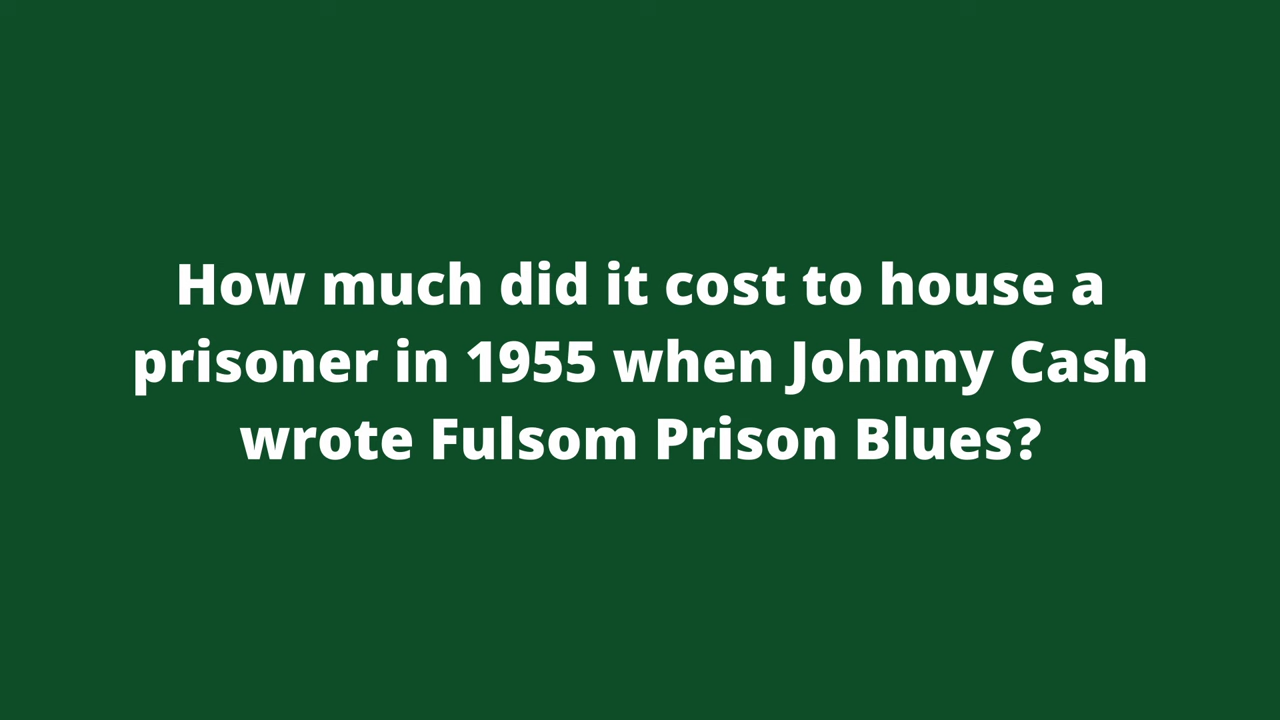 How much did it cost to house a
prisoner in 1955 when Johnny Cash
wrote Fulsom Prison Blues?